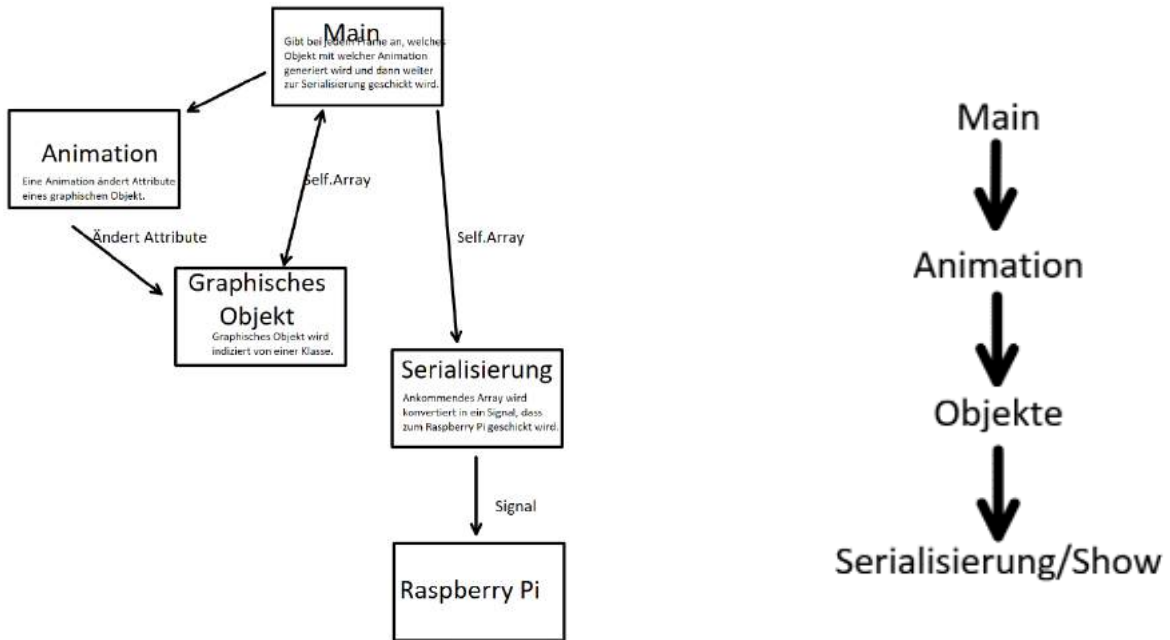 Main
Gibt bei jedem Frame an, welches
Objekt mit welcher Animation
generiert wird und dann weiter
zur Serialisierung geschickt wird.
Animation
Eine Animation ändert Attribute
eines graphischen Objekt.
Self.Array
Ändert Attribute
Self.Array
Graphisches
Objekt
Graphisches Objekt wird
indiziert von einer Klasse.
Serialisierung
Ankommendes Array wird
konvertiert in ein Signal, dass
zum Raspberry Pi geschickt wird.
Signal
Raspberry Pi
Main
Animation
Objekte
Serialisierung/Show